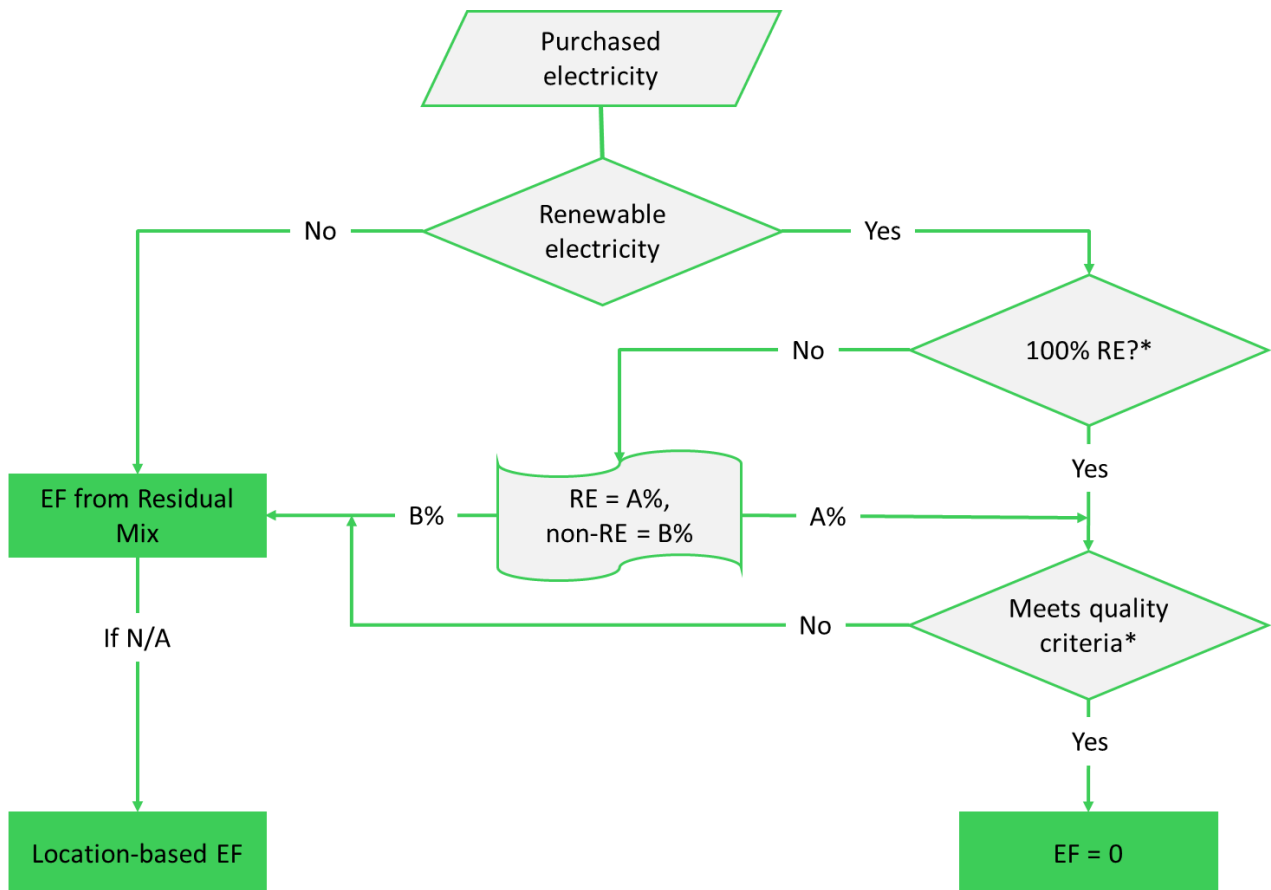 Purchased
electricity
Renewable
electricity
No
Yes
100% RE?*
No
Yes
EF from Residual
Mix
B%
RE = A%,
non-RE = B%
A%
Meets quality
criteria*
No
If N/A
Yes
Location-based EF
EF = 0